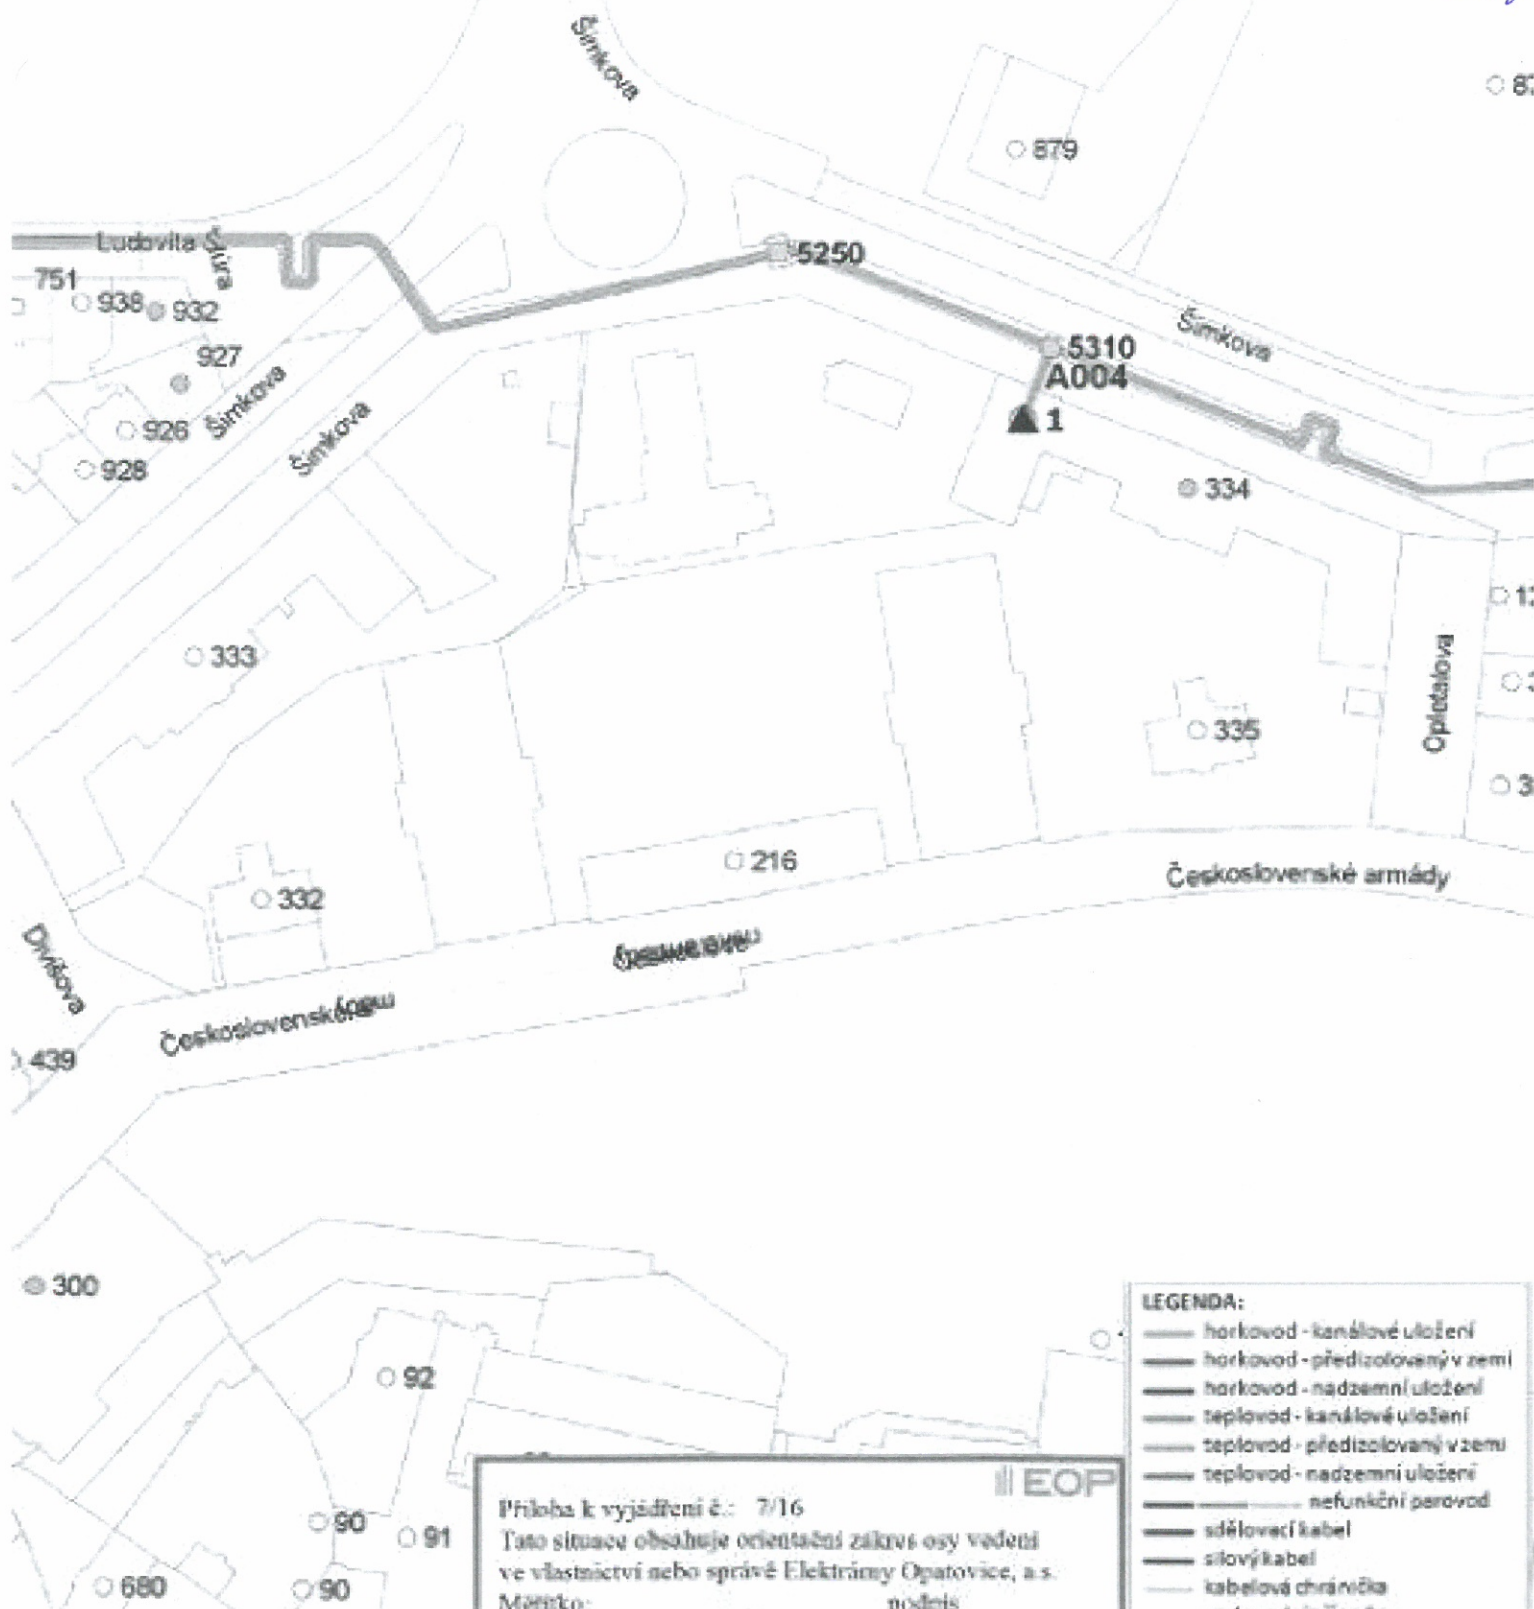 Šimkova
879
Ludovita Štúra
5250
751
938
932
927
Šimkova
5310
A004
1
926
Šimkova
Šimkova
928
334
333
Opletalova
335
216
Československé armády
332
Divišova
Československé
439
300
92
90
91
680
90
EOP
Příloha k vyjádření č.: 7/16
Tato situace obsahuje orientační zákres osy vedení
ve vlastnictví nebo správě Elektrárny Opatovice, a.s.
Měřítko: podpis
LEGENDA:
horkovod - kanálové uložení
horkovod - předizolovaný v zemi
horkovod - nadzemní uložení
teplovod - kanálové uložení
teplovod - předizolovaný v zemi
teplovod - nadzemní uložení
nefunkční parovod
sdělovací kabel
silový kabel
kabelová chránička